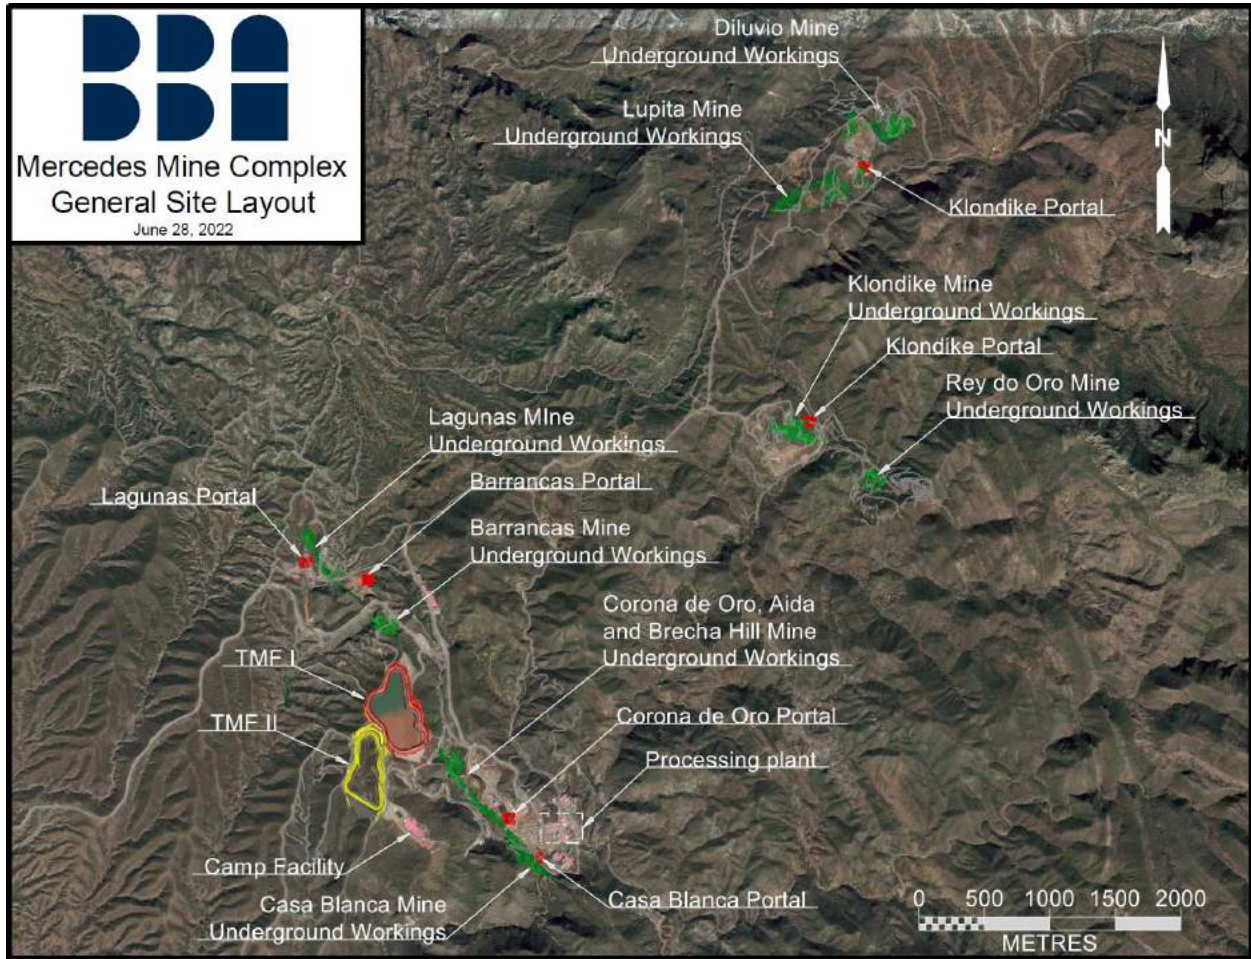 BBA
BBA
Mercedes Mine Complex
General Site Layout
June 28, 2022
Diluvio Mine
Underground Workings
Lupita Mine
Underground Workings
N
Klondike Portal
Klondike Mine
Underground Workings
Klondike Portal
Rey do Oro Mine
Underground Workings
Lagunas MIne
Underground Workings
Lagunas Portal
Barrancas Portal
Barrancas Mine
Underground Workings
Corona de Oro, Aida
and Brecha Hill Mine
Underground Workings
TMF I
TMF II
Corona de Oro Portal
Processing plant
Camp Facility
Casa Blanca Mine
Underground Workings
Casa Blanca Portal
0 500 1000 1500 2000
METRES